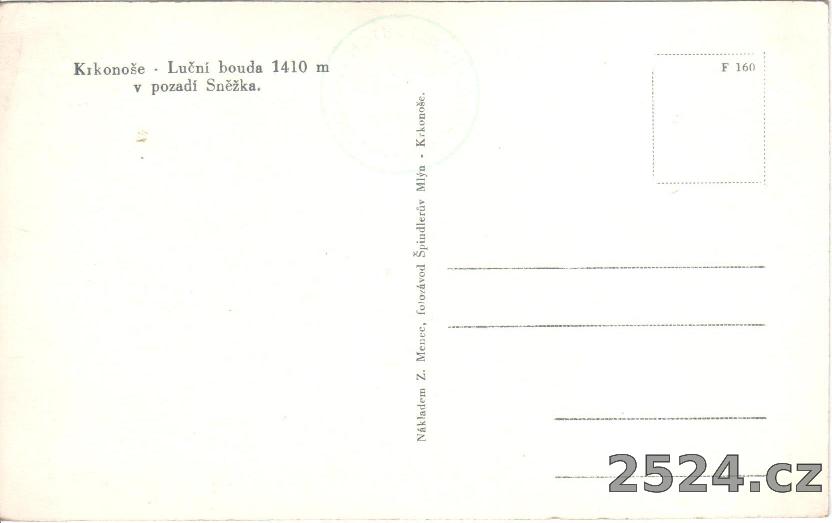 Krkonoše · Luční bouda 1410 m
v pozadí Sněžka.
F 160
Nákladem Z. Menec, fotozávod Špindlerův Mlýn - Krkonoše.
2524.cz